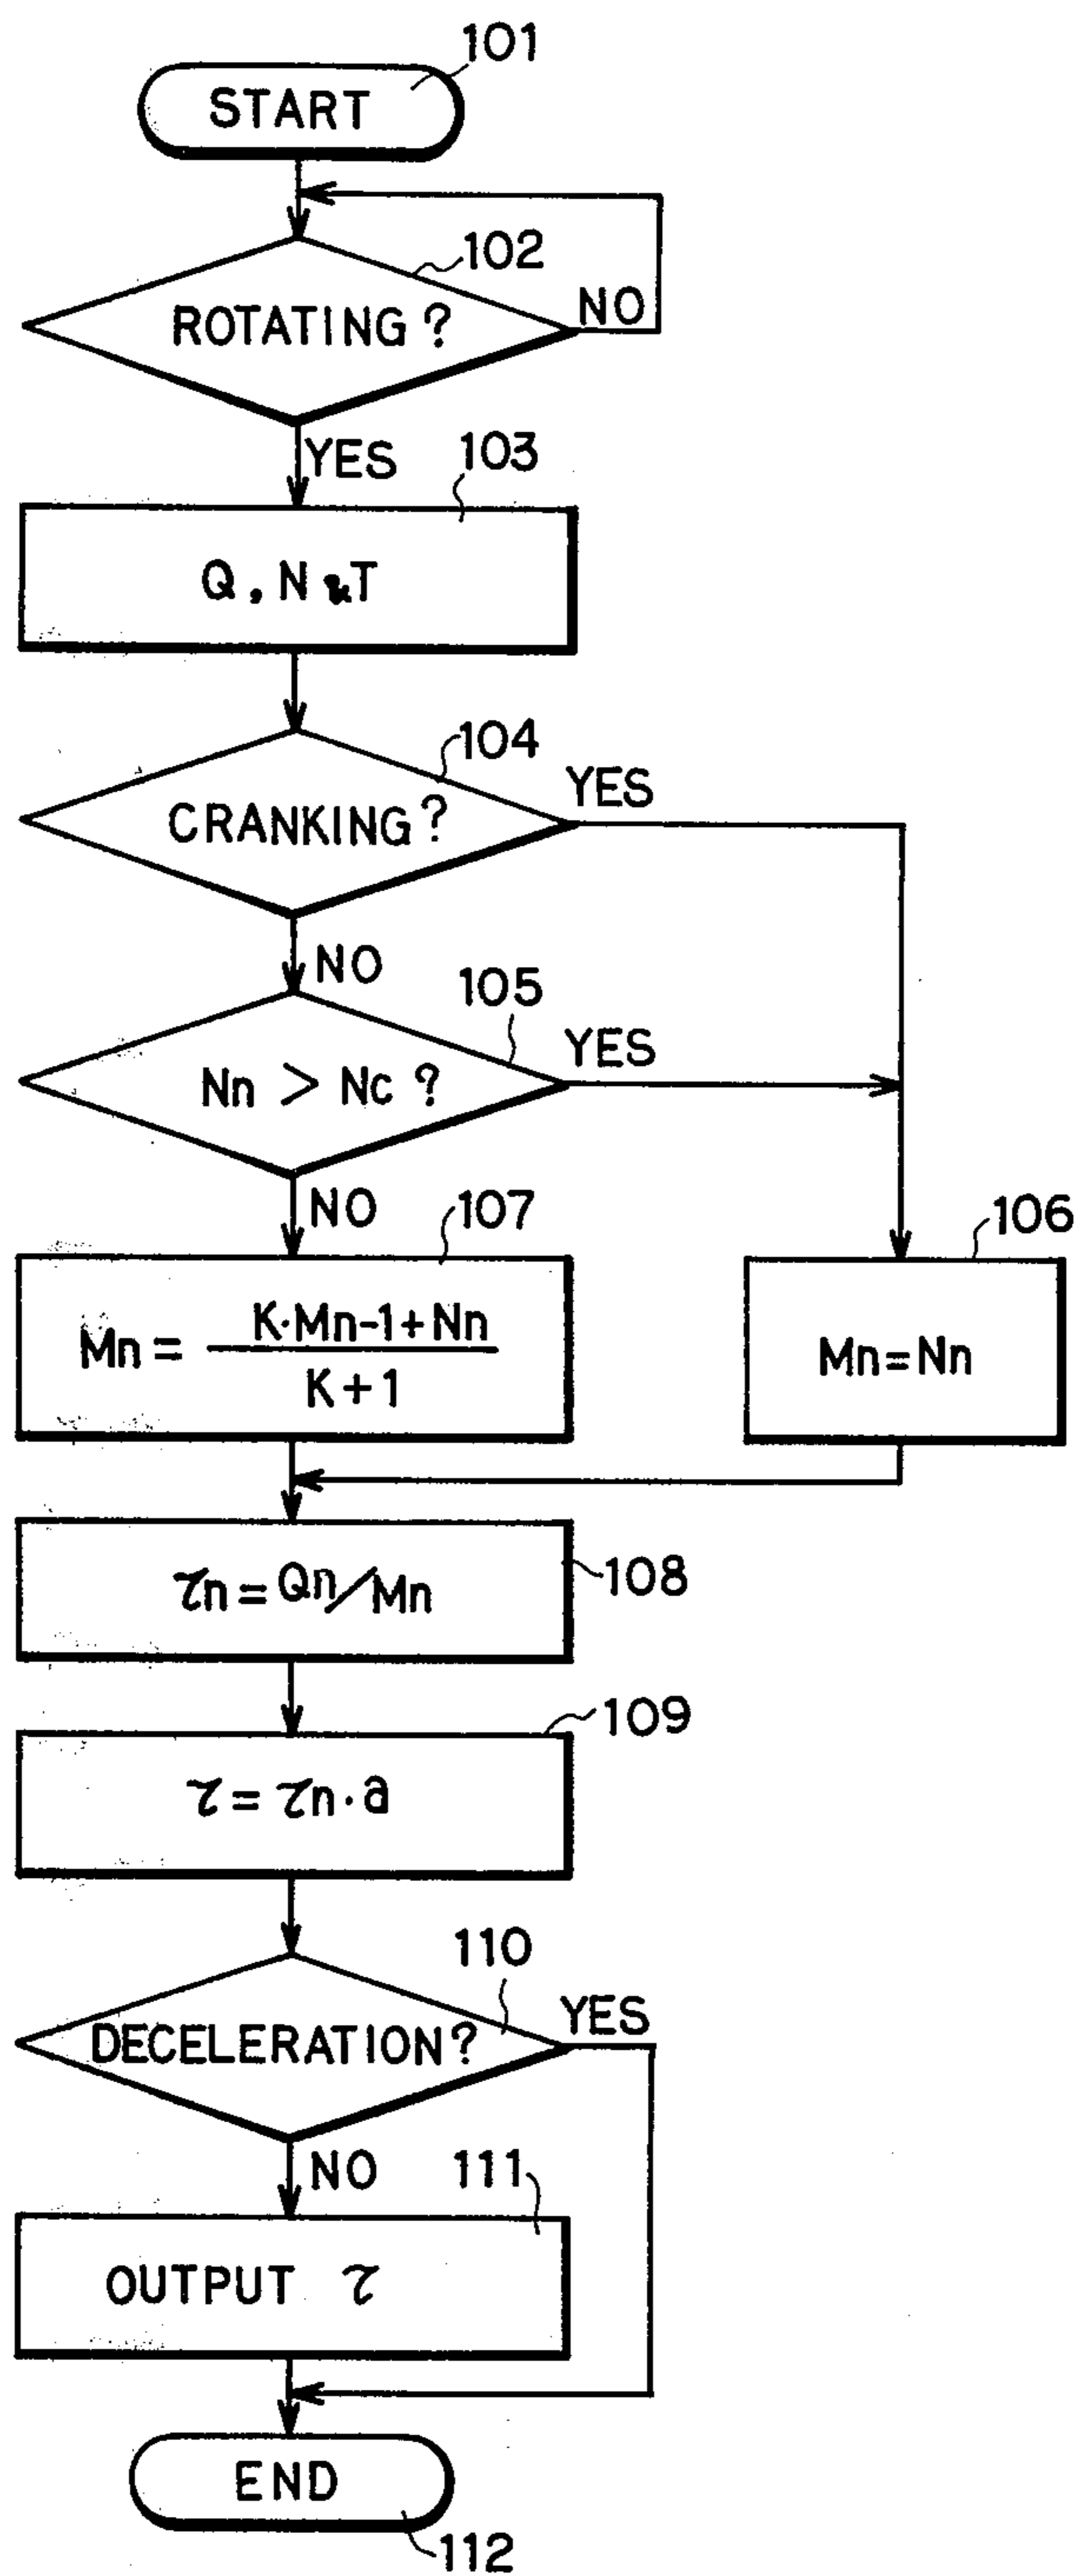 101
START
102
ROTATING ?
NO
YES
103
Q, N & T
104
CRANKING ?
YES
NO
105
Nn > Nc ?
YES
NO
107
Mn = K·Mn-1+Nn / K+1
106
Mn=Nn
τn = Qn/Mn
108
109
τ = τn·a
110
DECELERATION?
YES
NO
111
OUTPUT τ
END
112